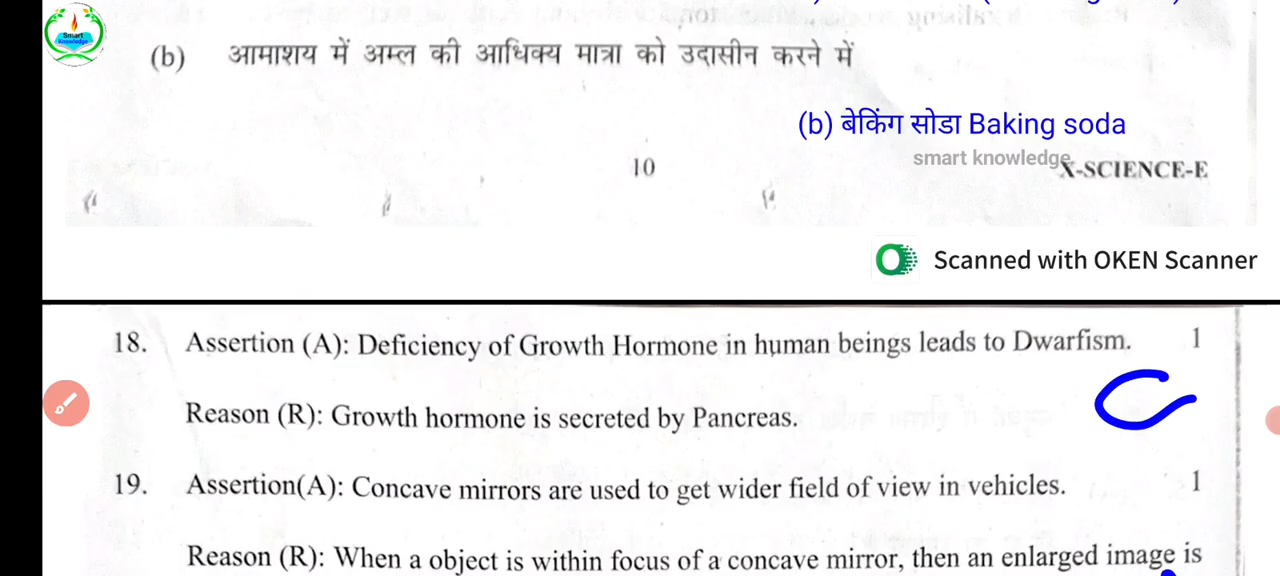 Smart
Knowledge
(b) आमाशय में अम्ल की आधिक्य मात्रा को उदासीन करने में
(b) बेकिंग सोडा Baking soda
smart knowledge
10
X-SCIENCE-E
Scanned with OKEN Scanner
18. Assertion (A): Deficiency of Growth Hormone in human beings leads to Dwarfism. 1
Reason (R): Growth hormone is secreted by Pancreas.
19. Assertion(A): Concave mirrors are used to get wider field of view in vehicles. 1
Reason (R): When a object is within focus of a concave mirror, then an enlarged image is